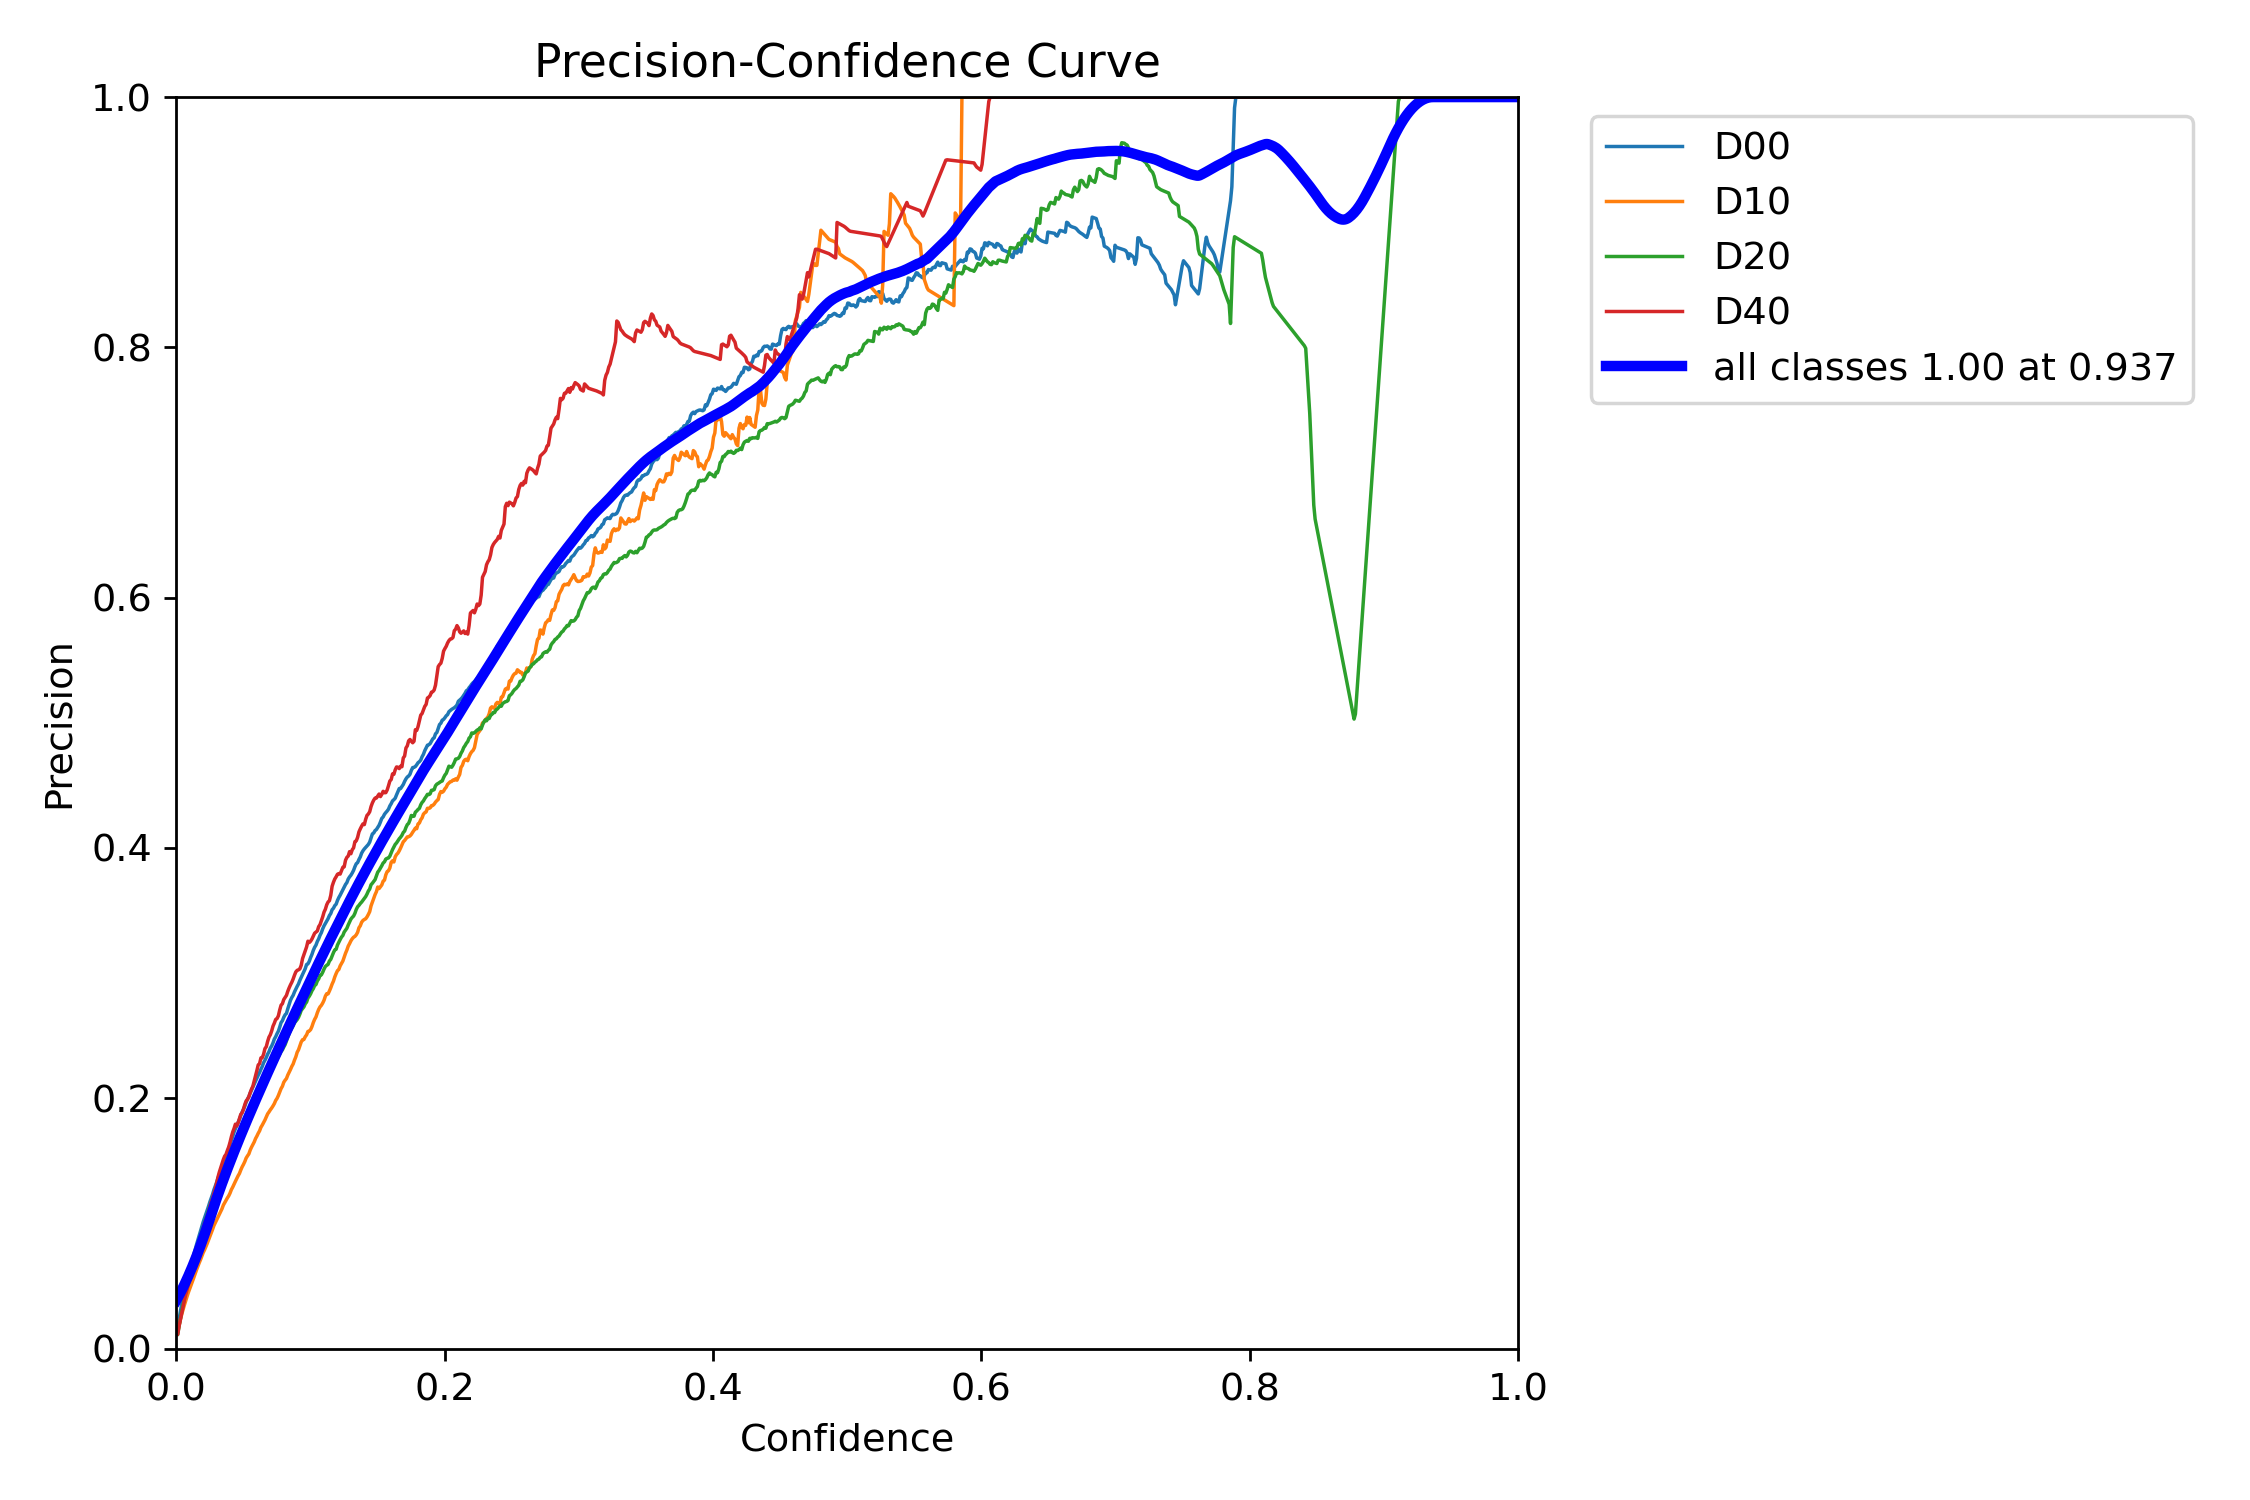 Precision-Confidence Curve
1.0
0.8
0.6
0.4
0.2
0.0
Precision
0.0 0.2 0.4 0.6 0.8 1.0
Confidence
D00
D10
D20
D40
all classes 1.00 at 0.937